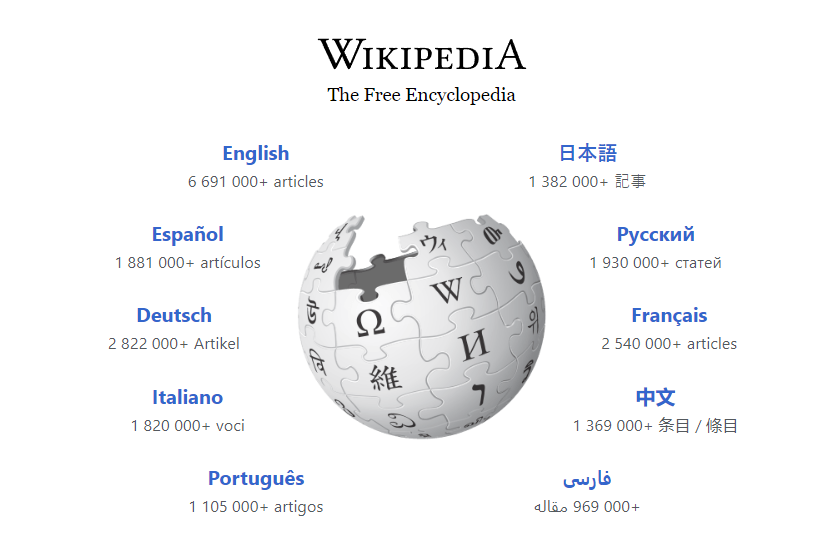 WIKIPEDIA
The Free Encyclopedia
English
6 691 000+ articles
日本語
1 382 000+ 記事
Español
1 881 000+ artículos
Русский
1 930 000+ статей
Deutsch
2 822 000+ Artikel
Français
2 540 000+ articles
Italiano
1 820 000+ voci
中文
1 369 000+ 条目 / 條目
Português
1 105 000+ artigos
فارسی
969 000+ مقاله
Ω
W
И
維
ウィ